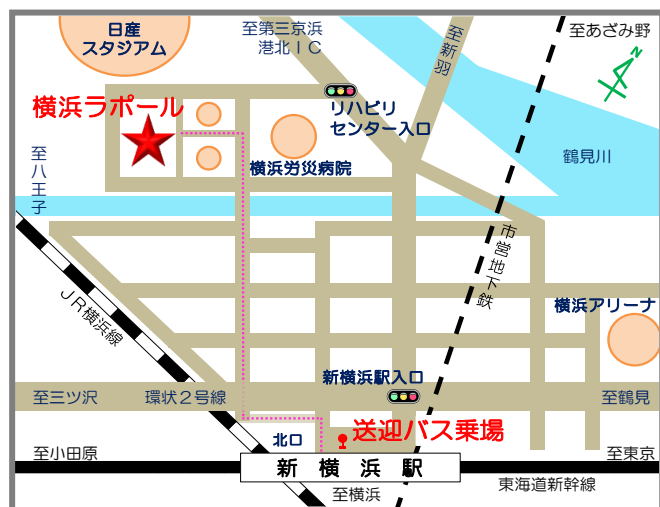 日産
スタジアム
至第三京浜
港北ＩＣ
至新羽
至あざみ野
N
横浜ラポール
リハビリ
センター入口
至八王子
横浜労災病院
鶴見川
市営地下鉄
ＪＲ横浜線
横浜アリーナ
新横浜駅入口
至三ツ沢
環状２号線
至鶴見
北口
送迎バス乗場
至小田原
新横浜駅
至東京
至横浜
東海道新幹線